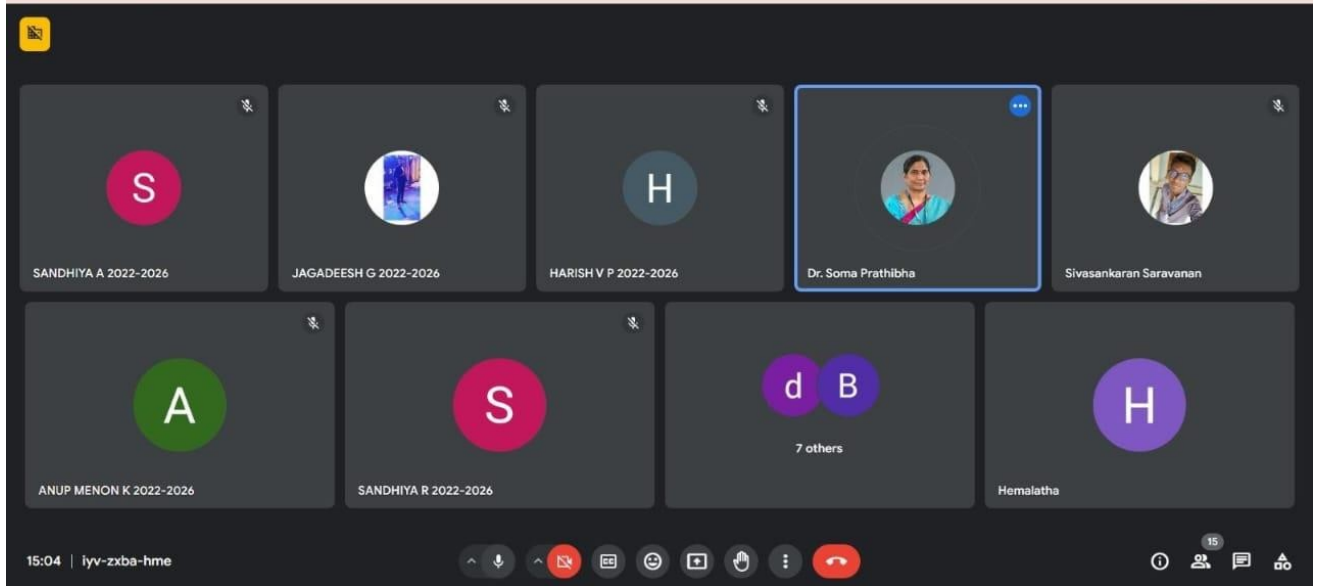 S
H
SANDHIYA A 2022-2026
JAGADEESH G 2022-2026
HARISH V P 2022-2026
Dr. Soma Prathibha
Sivasankaran Saravanan
A
S
d B
7 others
H
ANUP MENON K 2022-2026
SANDHIYA R 2022-2026
Hemalatha
15:04 | iyv-zxba-hme
CC
15